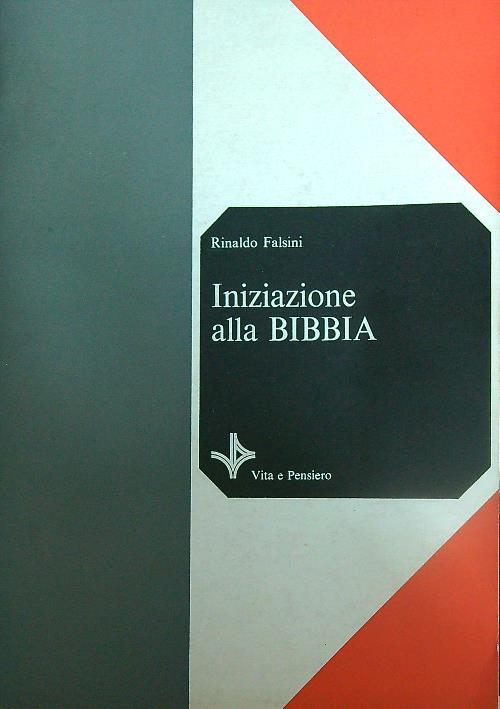 Rinaldo Falsini
Iniziazione
alla BIBBIA
Vita e Pensiero